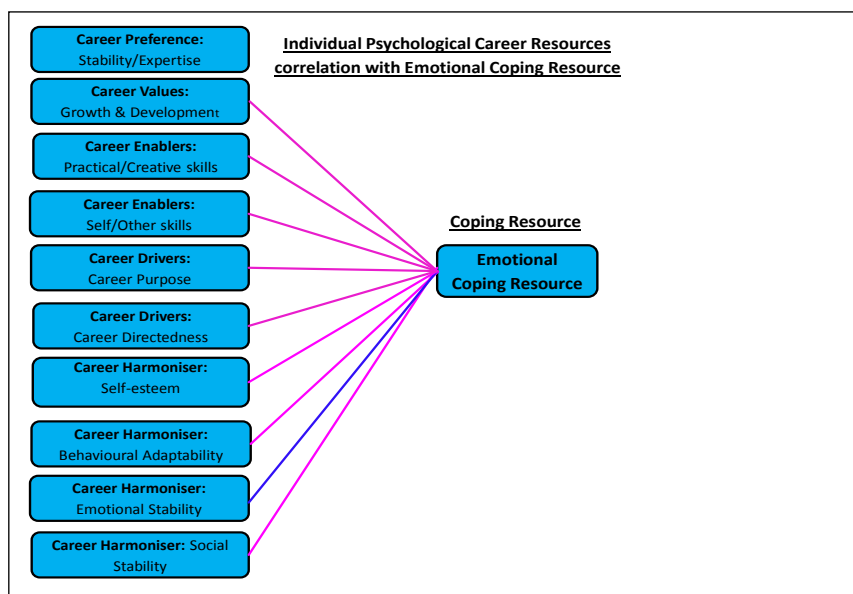 Career Preference:
Stability/Expertise
Individual Psychological Career Resources
correlation with Emotional Coping Resource
Career Values:
Growth & Development
Career Enablers:
Practical/Creative skills
Career Enablers:
Self/Other skills
Career Drivers:
Career Purpose
Career Drivers:
Career Directedness
Career Harmoniser:
Self-esteem
Career Harmoniser:
Behavioural Adaptability
Career Harmoniser:
Emotional Stability
Career Harmoniser: Social
Stability
Coping Resource
Emotional
Coping Resource